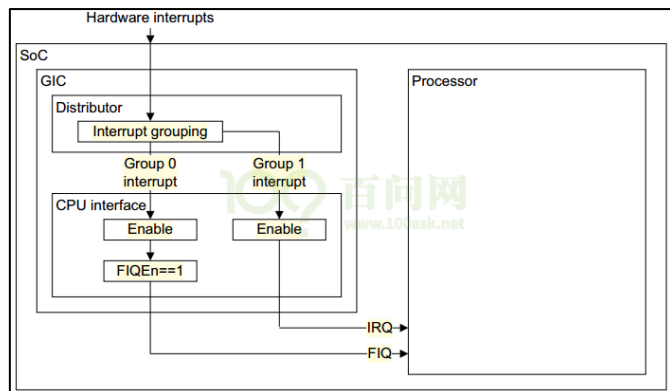 Hardware interrupts
SoC
GIC
Processor
Distributor
Interrupt grouping
Group 0
interrupt
Group 1
interrupt
CPU interface
Enable
Enable
FIQEn==1
IRQ
FIQ
百问网
www.100ask.net